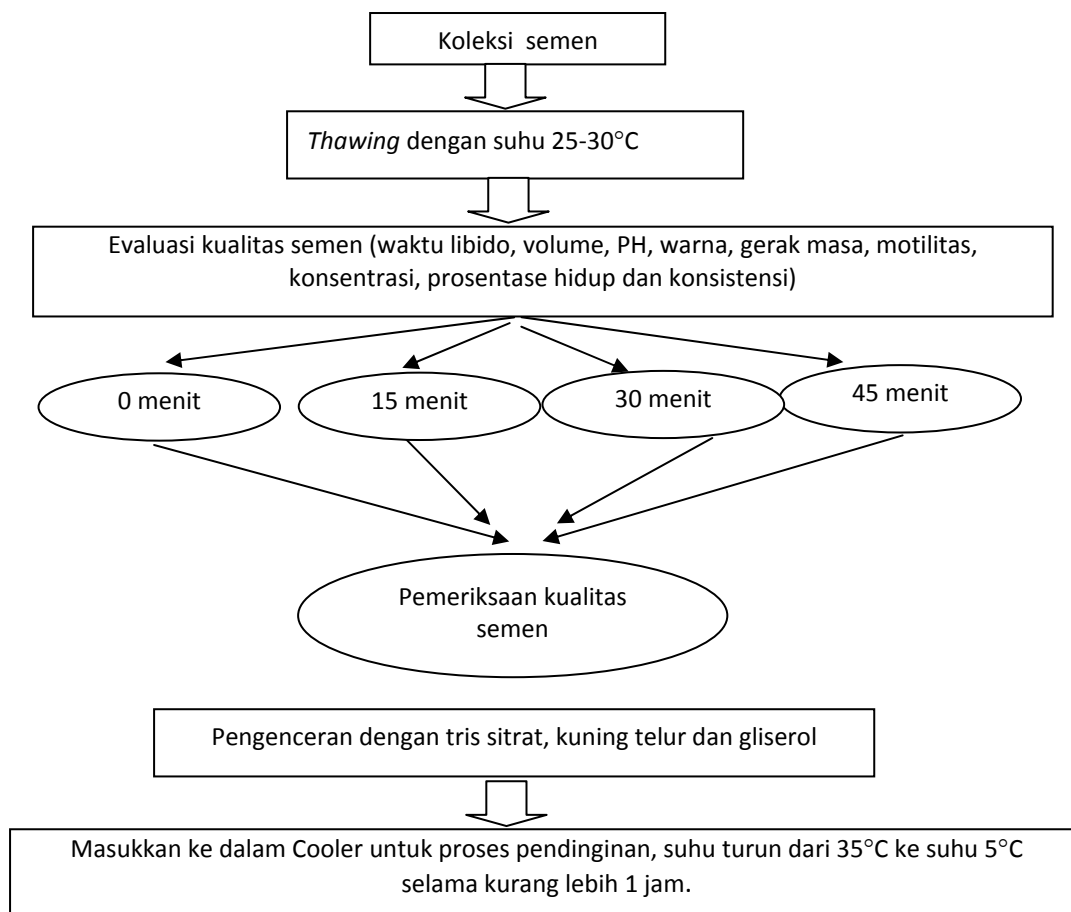 Koleksi semen
Thawing dengan suhu 25-30°C
Evaluasi kualitas semen (waktu libido, volume, PH, warna, gerak masa, motilitas,
konsentrasi, prosentase hidup dan konsistensi)
0 menit
15 menit
30 menit
45 menit
Pemeriksaan kualitas
semen
Pengenceran dengan tris sitrat, kuning telur dan gliserol
Masukkan ke dalam Cooler untuk proses pendinginan, suhu turun dari 35°C ke suhu 5°C
selama kurang lebih 1 jam.